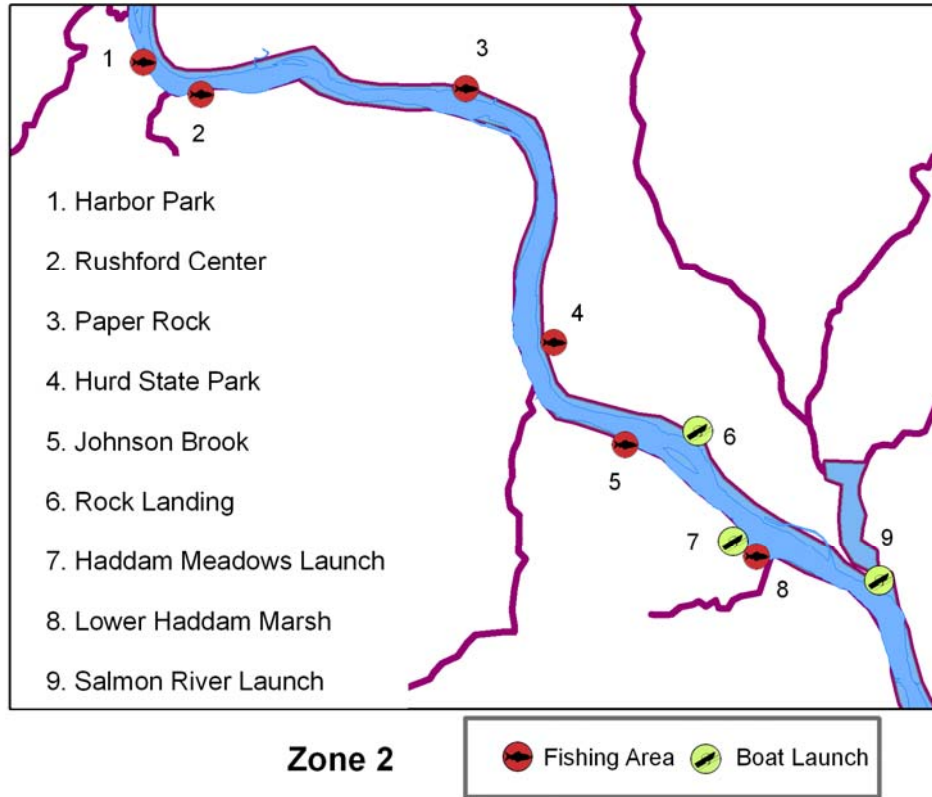 1
2
3
1. Harbor Park
2. Rushford Center
3. Paper Rock
4
4. Hurd State Park
5. Johnson Brook
6
5
6. Rock Landing
7
9
7. Haddam Meadows Launch
8
8. Lower Haddam Marsh
9. Salmon River Launch
Zone 2
Fishing Area
Boat Launch